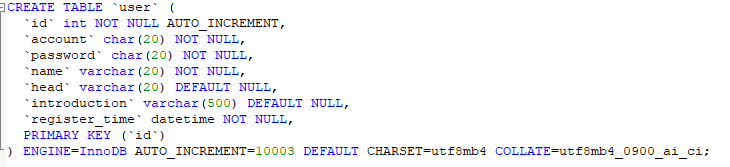 CREATE TABLE `user` (
  `id` int NOT NULL AUTO_INCREMENT,
  `account` char(20) NOT NULL,
  `password` char(20) NOT NULL,
  `name` varchar(20) NOT NULL,
  `head` varchar(20) DEFAULT NULL,
  `introduction` varchar(500) DEFAULT NULL,
  `register_time` datetime NOT NULL,
  PRIMARY KEY (`id`)
) ENGINE=InnoDB AUTO_INCREMENT=10003 DEFAULT CHARSET=utf8mb4 COLLATE=utf8mb4_0900_ai_ci;